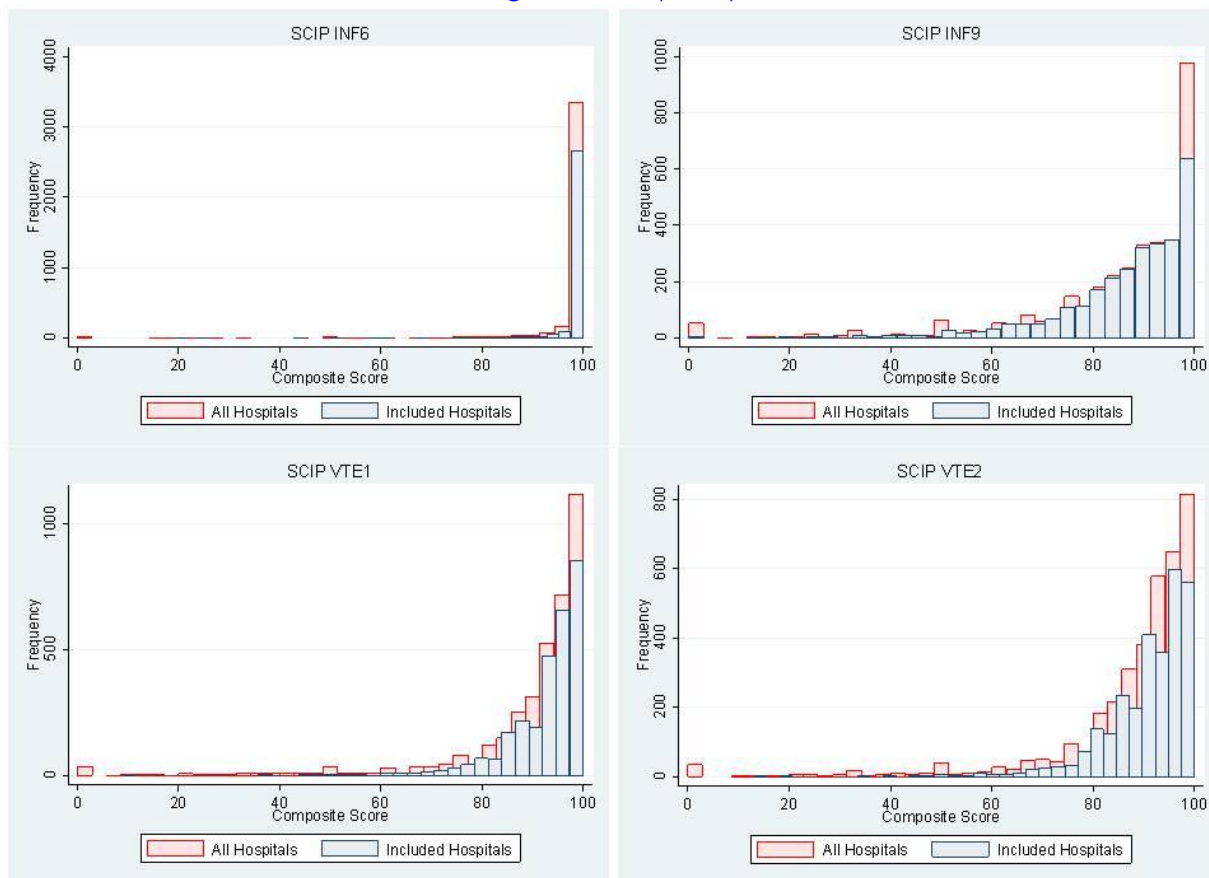 SCIP INF6
4000
3000
2000
1000
0
Frequency
0 20 40 60 80 100
Composite Score
All Hospitals Included Hospitals
SCIP INF9
1000
800
600
400
200
0
Frequency
0 20 40 60 80 100
Composite Score
All Hospitals Included Hospitals
SCIP VTE1
1000
500
0
Frequency
0 20 40 60 80 100
Composite Score
All Hospitals Included Hospitals
SCIP VTE2
800
600
400
200
0
Frequency
0 20 40 60 80 100
Composite Score
All Hospitals Included Hospitals